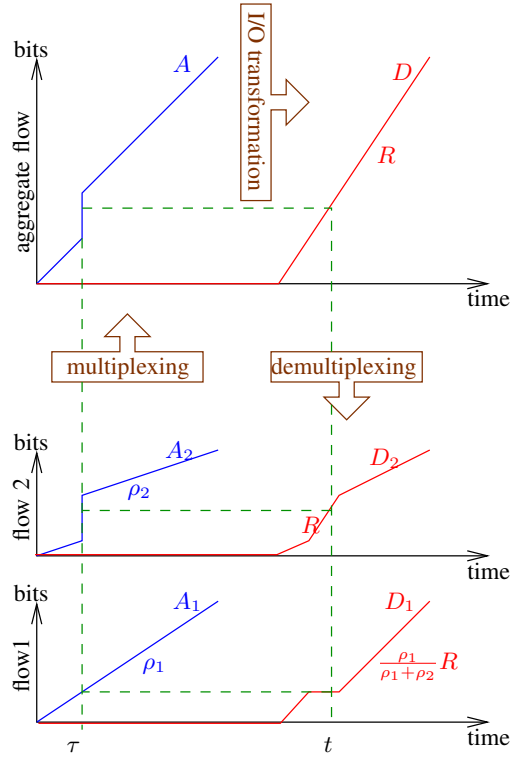 bits
A
I/O transformation
D
R
aggregate flow
time
multiplexing
demultiplexing
bits
A₂
ρ₂
R
D₂
flow 2
time
bits
A₁
ρ₁
D₁
ρ₁/(ρ₁+ρ₂) R
flow1
time
τ
t